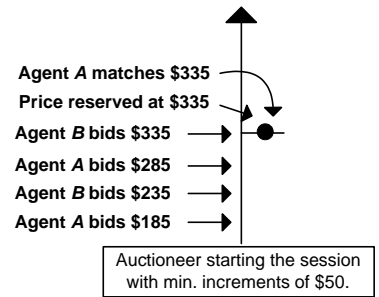 Agent A matches $335
Price reserved at $335
Agent B bids $335
Agent A bids $285
Agent B bids $235
Agent A bids $185
Auctioneer starting the session
with min. increments of $50.